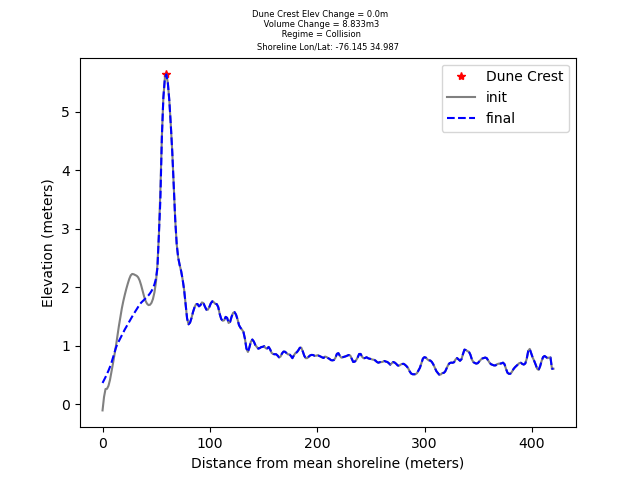 Dune Crest Elev Change = 0.0m
Volume Change = 8.833m3
Regime = Collision
Shoreline Lon/Lat: -76.145 34.987
Dune Crest
init
final
Elevation (meters)
5
4
3
2
1
0
0 100 200 300 400
Distance from mean shoreline (meters)